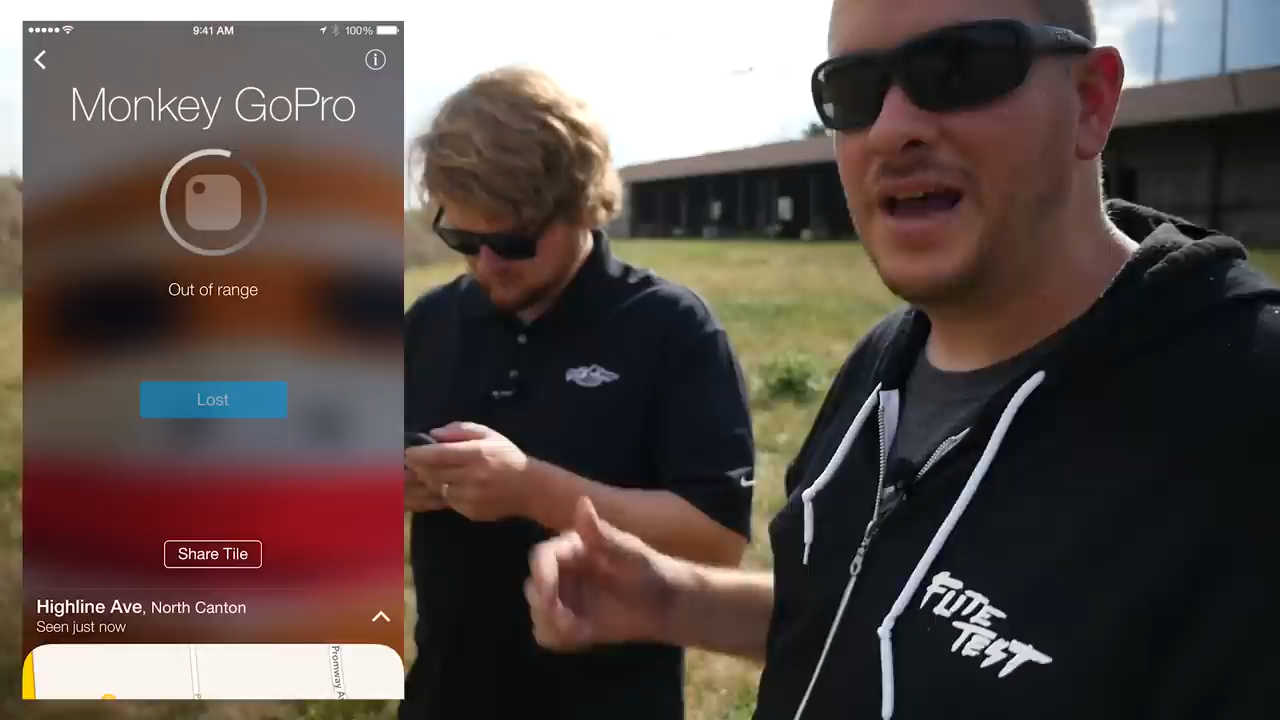 9:41 AM
100%
Monkey GoPro
Out of range
Lost
Share Tile
Highline Ave, North Canton
Seen just now
FLITE
TEST